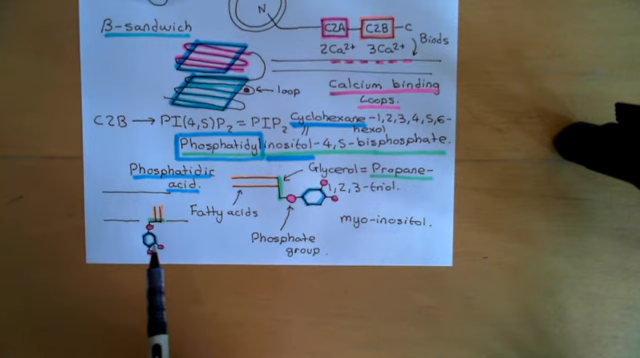 N
β-sandwich
C2A C2B -C
2Ca²⁺ 3Ca²⁺ Binds
loop
Calcium binding
Loops.
C2B → PI(4,5)P₂ = PIP₂ Cyclohexane-1,2,3,4,5,6-
hexol
Phosphatidylinositol-4,5-bisphosphate.
Phosphatidic
acid.
Glycerol = Propane-
1,2,3-triol.
Fatty acids
myo-inositol.
Phosphate
group.